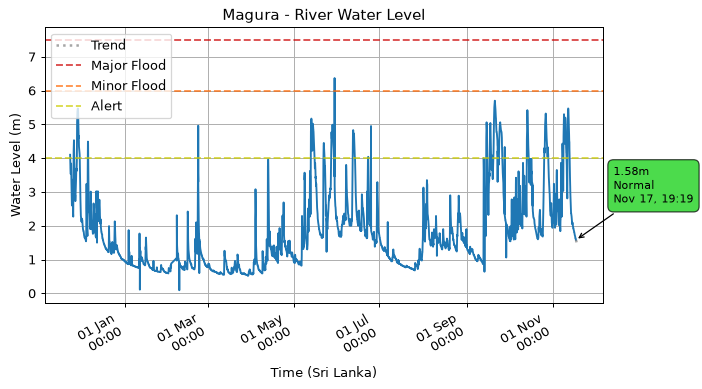 Magura - River Water Level
Trend
Major Flood
Minor Flood
Alert
Water Level (m)
7
6
5
4
3
2
1
0
1.58m
Normal
Nov 17, 19:19
01 Jan
00:00
01 Mar
00:00
01 May
00:00
01 Jul
00:00
01 Sep
00:00
01 Nov
00:00
Time (Sri Lanka)